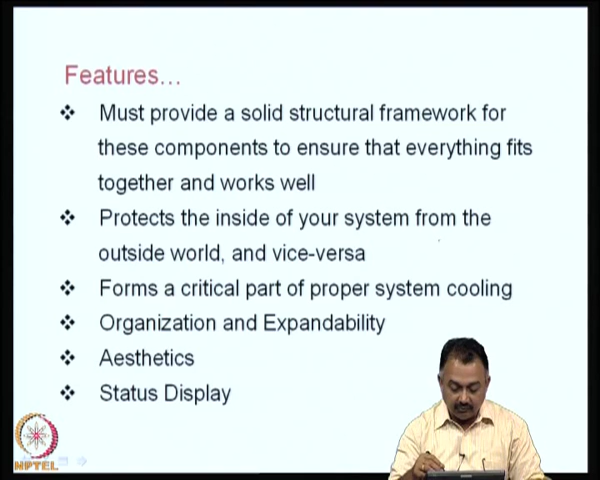 Features...
Must provide a solid structural framework for
these components to ensure that everything fits
together and works well
Protects the inside of your system from the
outside world, and vice-versa
Forms a critical part of proper system cooling
Organization and Expandability
Aesthetics
Status Display
NPTEL